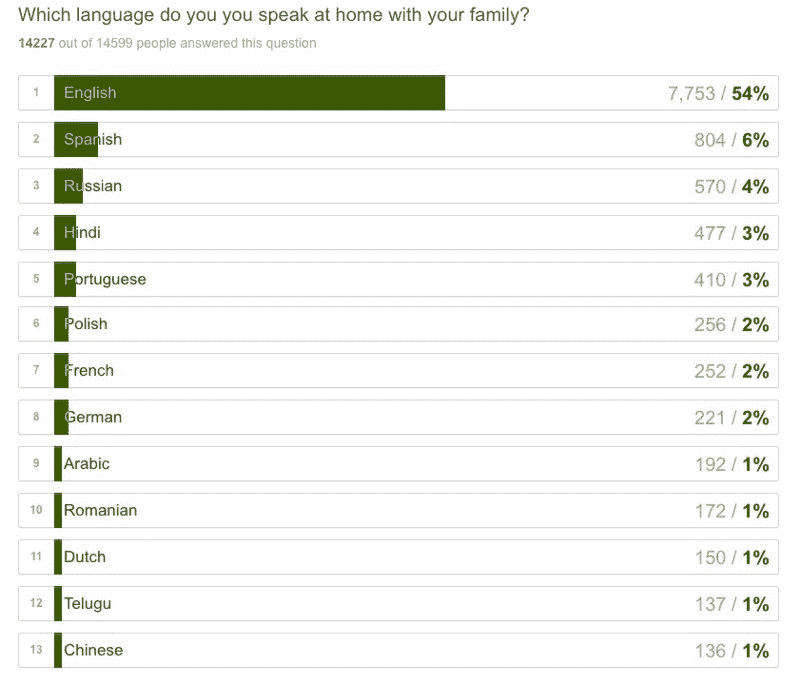 Which language do you you speak at home with your family?
14227 out of 14599 people answered this question
1 English 7,753 / 54%
2 Spanish 804 / 6%
3 Russian 570 / 4%
4 Hindi 477 / 3%
5 Portuguese 410 / 3%
6 Polish 256 / 2%
7 French 252 / 2%
8 German 221 / 2%
9 Arabic 192 / 1%
10 Romanian 172 / 1%
11 Dutch 150 / 1%
12 Telugu 137 / 1%
13 Chinese 136 / 1%